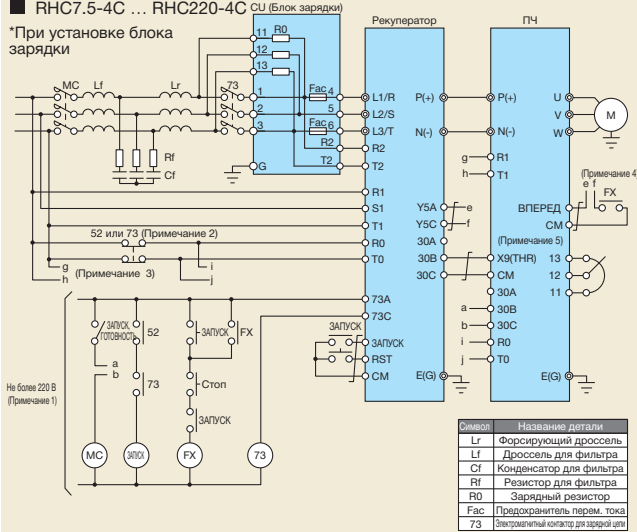 RHC7.5-4C ... RHC220-4C
*При установке блока
зарядки
CU (Блок зарядки)
Рекуператор
ПЧ
11 R0
12
13
MC Lf Lr 73
1 Fac 4
2 5
3 Fac 6
R2
T2
G
Rf
Cf
L1/R P(+)
L2/S
L3/T N(-)
R2
T2
R1
S1
T1
R0
T0
Y5A e
Y5C f
30A
30B
30C
73A
73C
ЗАПУСК
ЗАПУСК
RST
CM
E(G)
P(+) U
V
N(-) W
M
g R1
h T1
(Примечание 4)
e f FX
ВПЕРЕД
CM
(Примечание 5)
X9(THR) 13
CM 12
30A 11
a 30B
b 30C
i R0
j T0
E(G)
52 или 73 (Примечание 2)
g (Примечание 3) i
h j
ЗАПУСК,
ГОТОВНОСТЬ
52
ЗАПУСК
FX
a
b
73
Стоп
ЗАПУСК
Не более 220 В
(Примечание 1)
MC
ЗАПУСК
FX
73
Символ Название детали
Lr Форсирующий дроссель
Lf Дроссель для фильтра
Cf Конденсатор для фильтра
Rf Резистор для фильтра
R0 Зарядный резистор
Fac Предохранитель перем. тока
73 Электромагнитный контактор для зарядной цепи